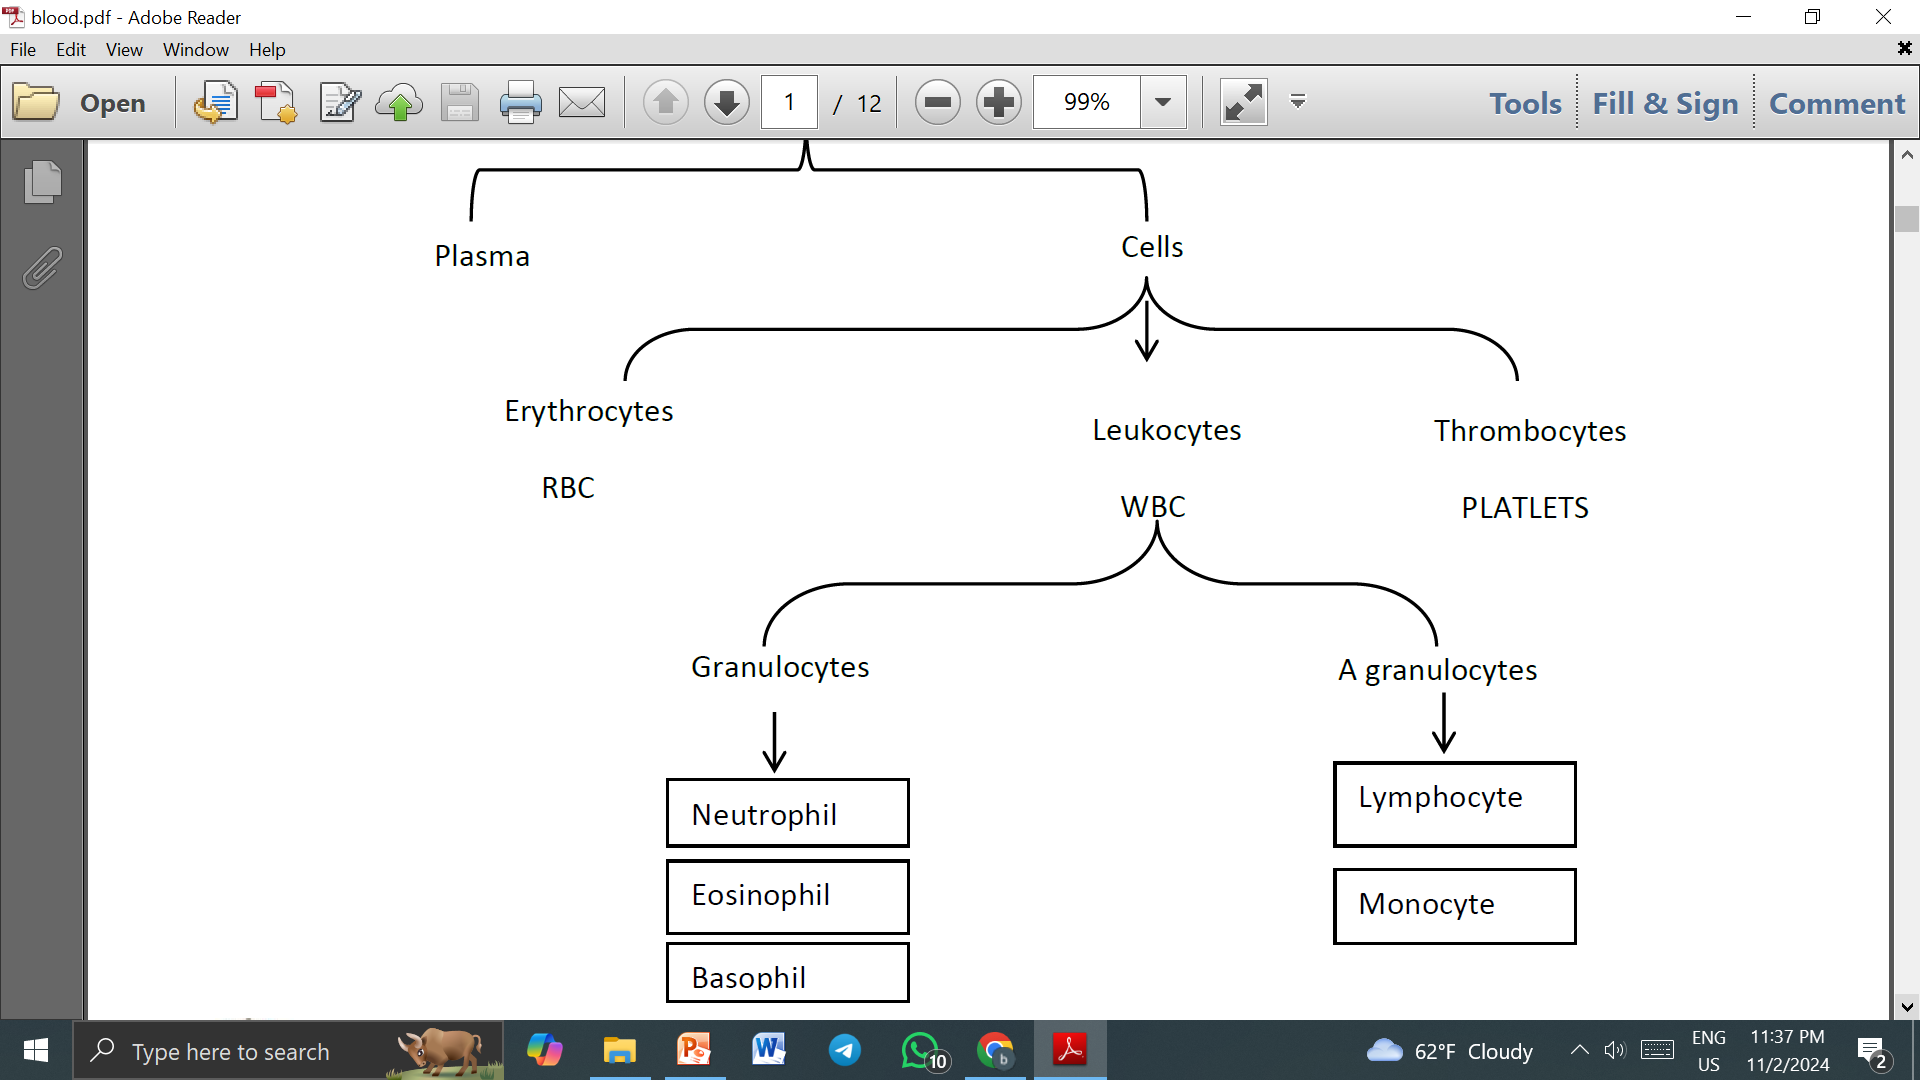 blood.pdf - Adobe Reader
File Edit View Window Help
Open 1 / 12 99% Tools Fill & Sign Comment
Plasma
Cells
Erythrocytes
Leukocytes
Thrombocytes
RBC
WBC
PLATLETS
Granulocytes
A granulocytes
Neutrophil
Lymphocyte
Eosinophil
Monocyte
Basophil
Type here to search
10
62°F Cloudy
ENG
US
11:37 PM
11/2/2024
2